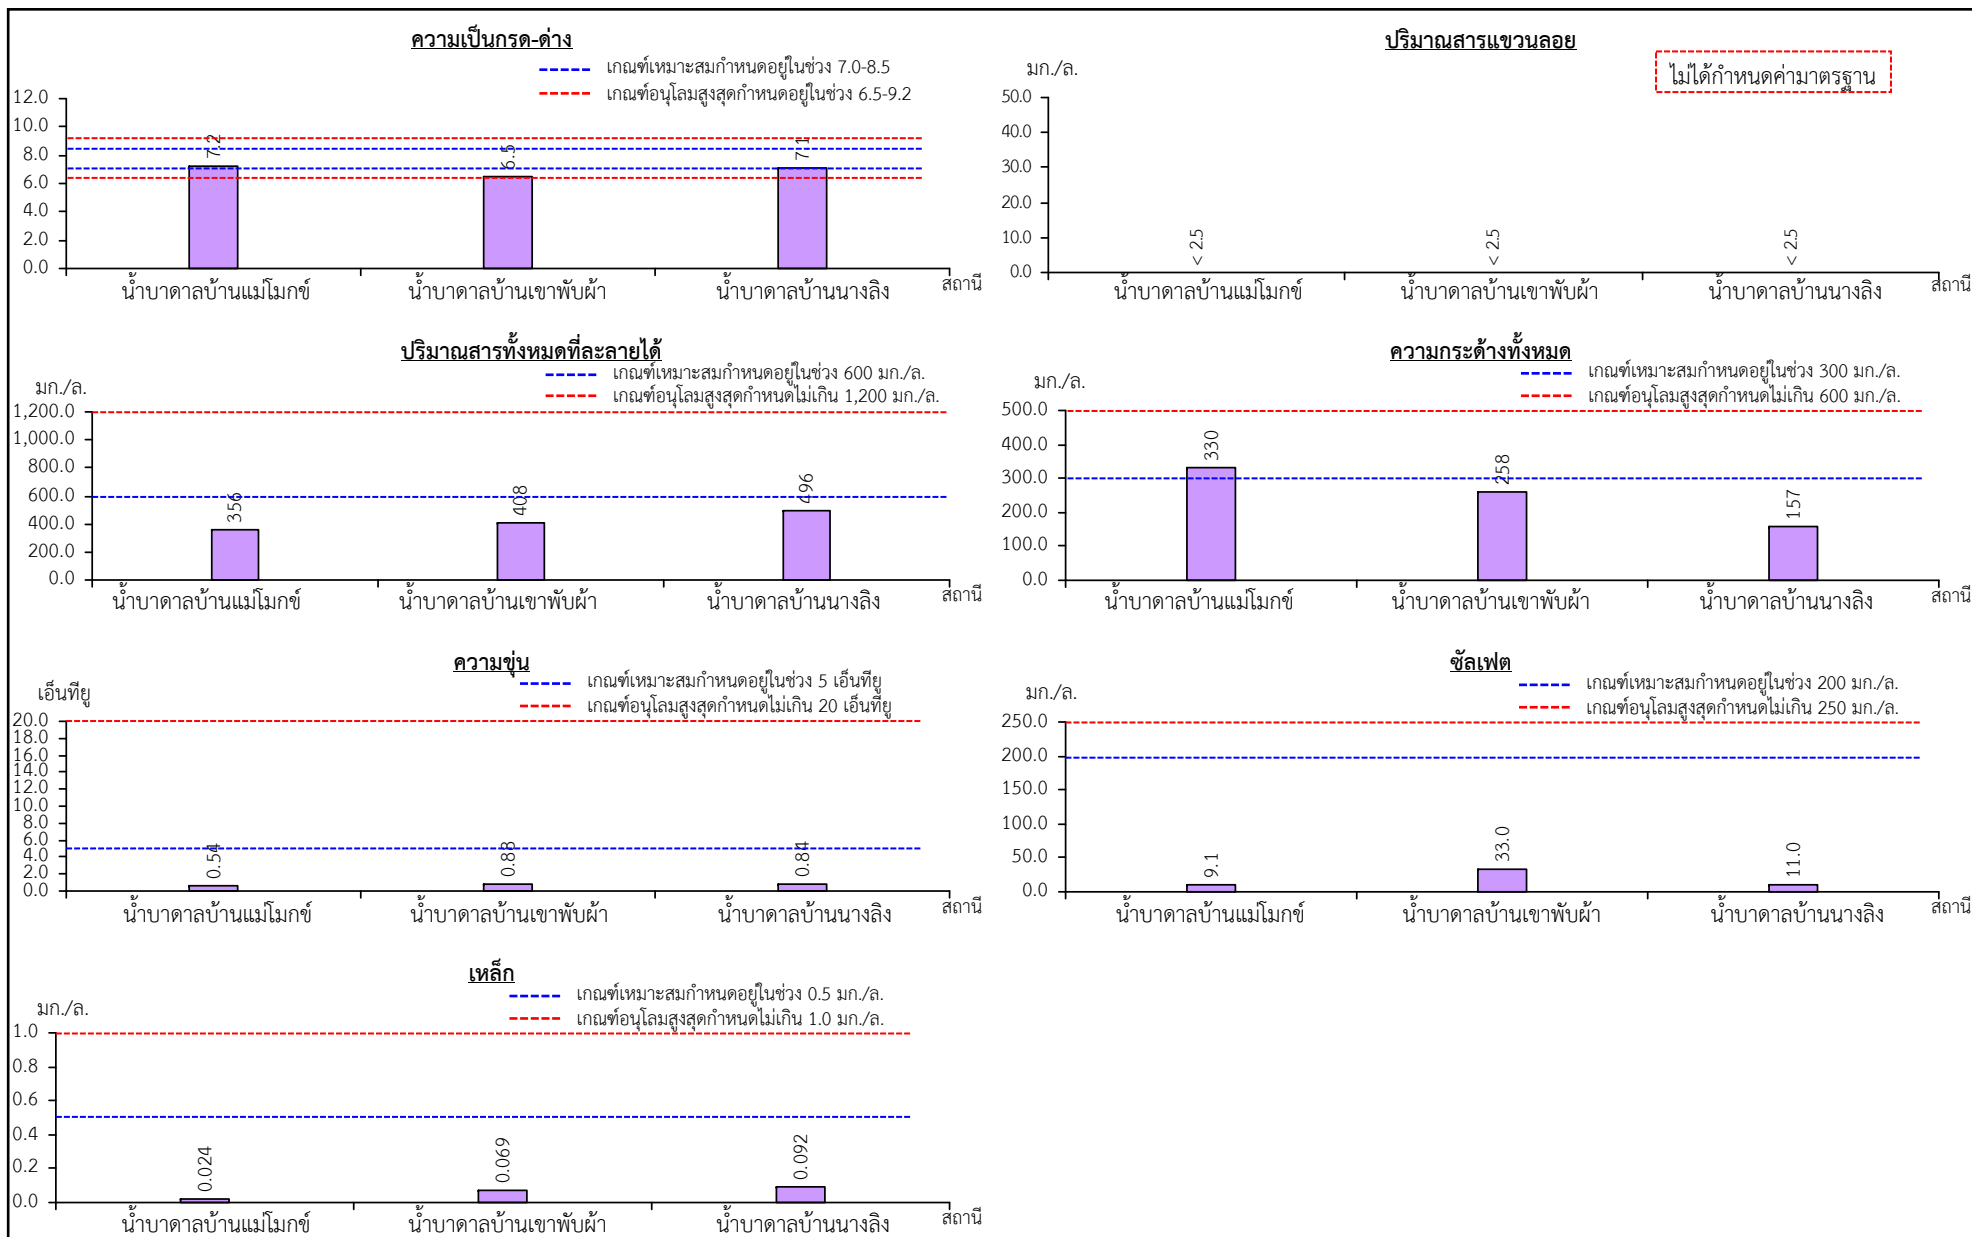 ความเป็นกรด-ด่าง
เกณฑ์เหมาะสมกำหนดอยู่ในช่วง 7.0-8.5
เกณฑ์อนุโลมสูงสุดกำหนดอยู่ในช่วง 6.5-9.2
12.0
10.0
8.0
6.0
4.0
2.0
0.0
7.2
6.5
7.1
น้ำบาดาลบ้านแม่โมกข์
น้ำบาดาลบ้านเขาพับผ้า
น้ำบาดาลบ้านนางลิง
สถานี
ปริมาณสารแขวนลอย
มก./ล.
ไม่ได้กำหนดค่ามาตรฐาน
50.0
40.0
30.0
20.0
10.0
0.0
< 2.5
< 2.5
< 2.5
น้ำบาดาลบ้านแม่โมกข์
น้ำบาดาลบ้านเขาพับผ้า
น้ำบาดาลบ้านนางลิง
สถานี
ปริมาณสารทั้งหมดที่ละลายได้
มก./ล.
เกณฑ์เหมาะสมกำหนดอยู่ในช่วง 600 มก./ล.
เกณฑ์อนุโลมสูงสุดกำหนดไม่เกิน 1,200 มก./ล.
1,200.0
1,000.0
800.0
600.0
400.0
200.0
0.0
356
408
496
น้ำบาดาลบ้านแม่โมกข์
น้ำบาดาลบ้านเขาพับผ้า
น้ำบาดาลบ้านนางลิง
สถานี
ความกระด้างทั้งหมด
มก./ล.
เกณฑ์เหมาะสมกำหนดอยู่ในช่วง 300 มก./ล.
เกณฑ์อนุโลมสูงสุดกำหนดไม่เกิน 600 มก./ล.
500.0
400.0
300.0
200.0
100.0
0.0
330
258
157
น้ำบาดาลบ้านแม่โมกข์
น้ำบาดาลบ้านเขาพับผ้า
น้ำบาดาลบ้านนางลิง
สถานี
ความขุ่น
เอ็นทียู
เกณฑ์เหมาะสมกำหนดอยู่ในช่วง 5 เอ็นทียู
เกณฑ์อนุโลมสูงสุดกำหนดไม่เกิน 20 เอ็นทียู
20.0
18.0
16.0
14.0
12.0
10.0
8.0
6.0
4.0
2.0
0.0
0.54
0.88
0.84
น้ำบาดาลบ้านแม่โมกข์
น้ำบาดาลบ้านเขาพับผ้า
น้ำบาดาลบ้านนางลิง
สถานี
ซัลเฟต
มก./ล.
เกณฑ์เหมาะสมกำหนดอยู่ในช่วง 200 มก./ล.
เกณฑ์อนุโลมสูงสุดกำหนดไม่เกิน 250 มก./ล.
250.0
200.0
150.0
100.0
50.0
0.0
9.1
33.0
11.0
น้ำบาดาลบ้านแม่โมกข์
น้ำบาดาลบ้านเขาพับผ้า
น้ำบาดาลบ้านนางลิง
สถานี
เหล็ก
มก./ล.
เกณฑ์เหมาะสมกำหนดอยู่ในช่วง 0.5 มก./ล.
เกณฑ์อนุโลมสูงสุดกำหนดไม่เกิน 1.0 มก./ล.
1.0
0.8
0.6
0.4
0.2
0.0
0.024
0.069
0.092
น้ำบาดาลบ้านแม่โมกข์
น้ำบาดาลบ้านเขาพับผ้า
น้ำบาดาลบ้านนางลิง
สถานี